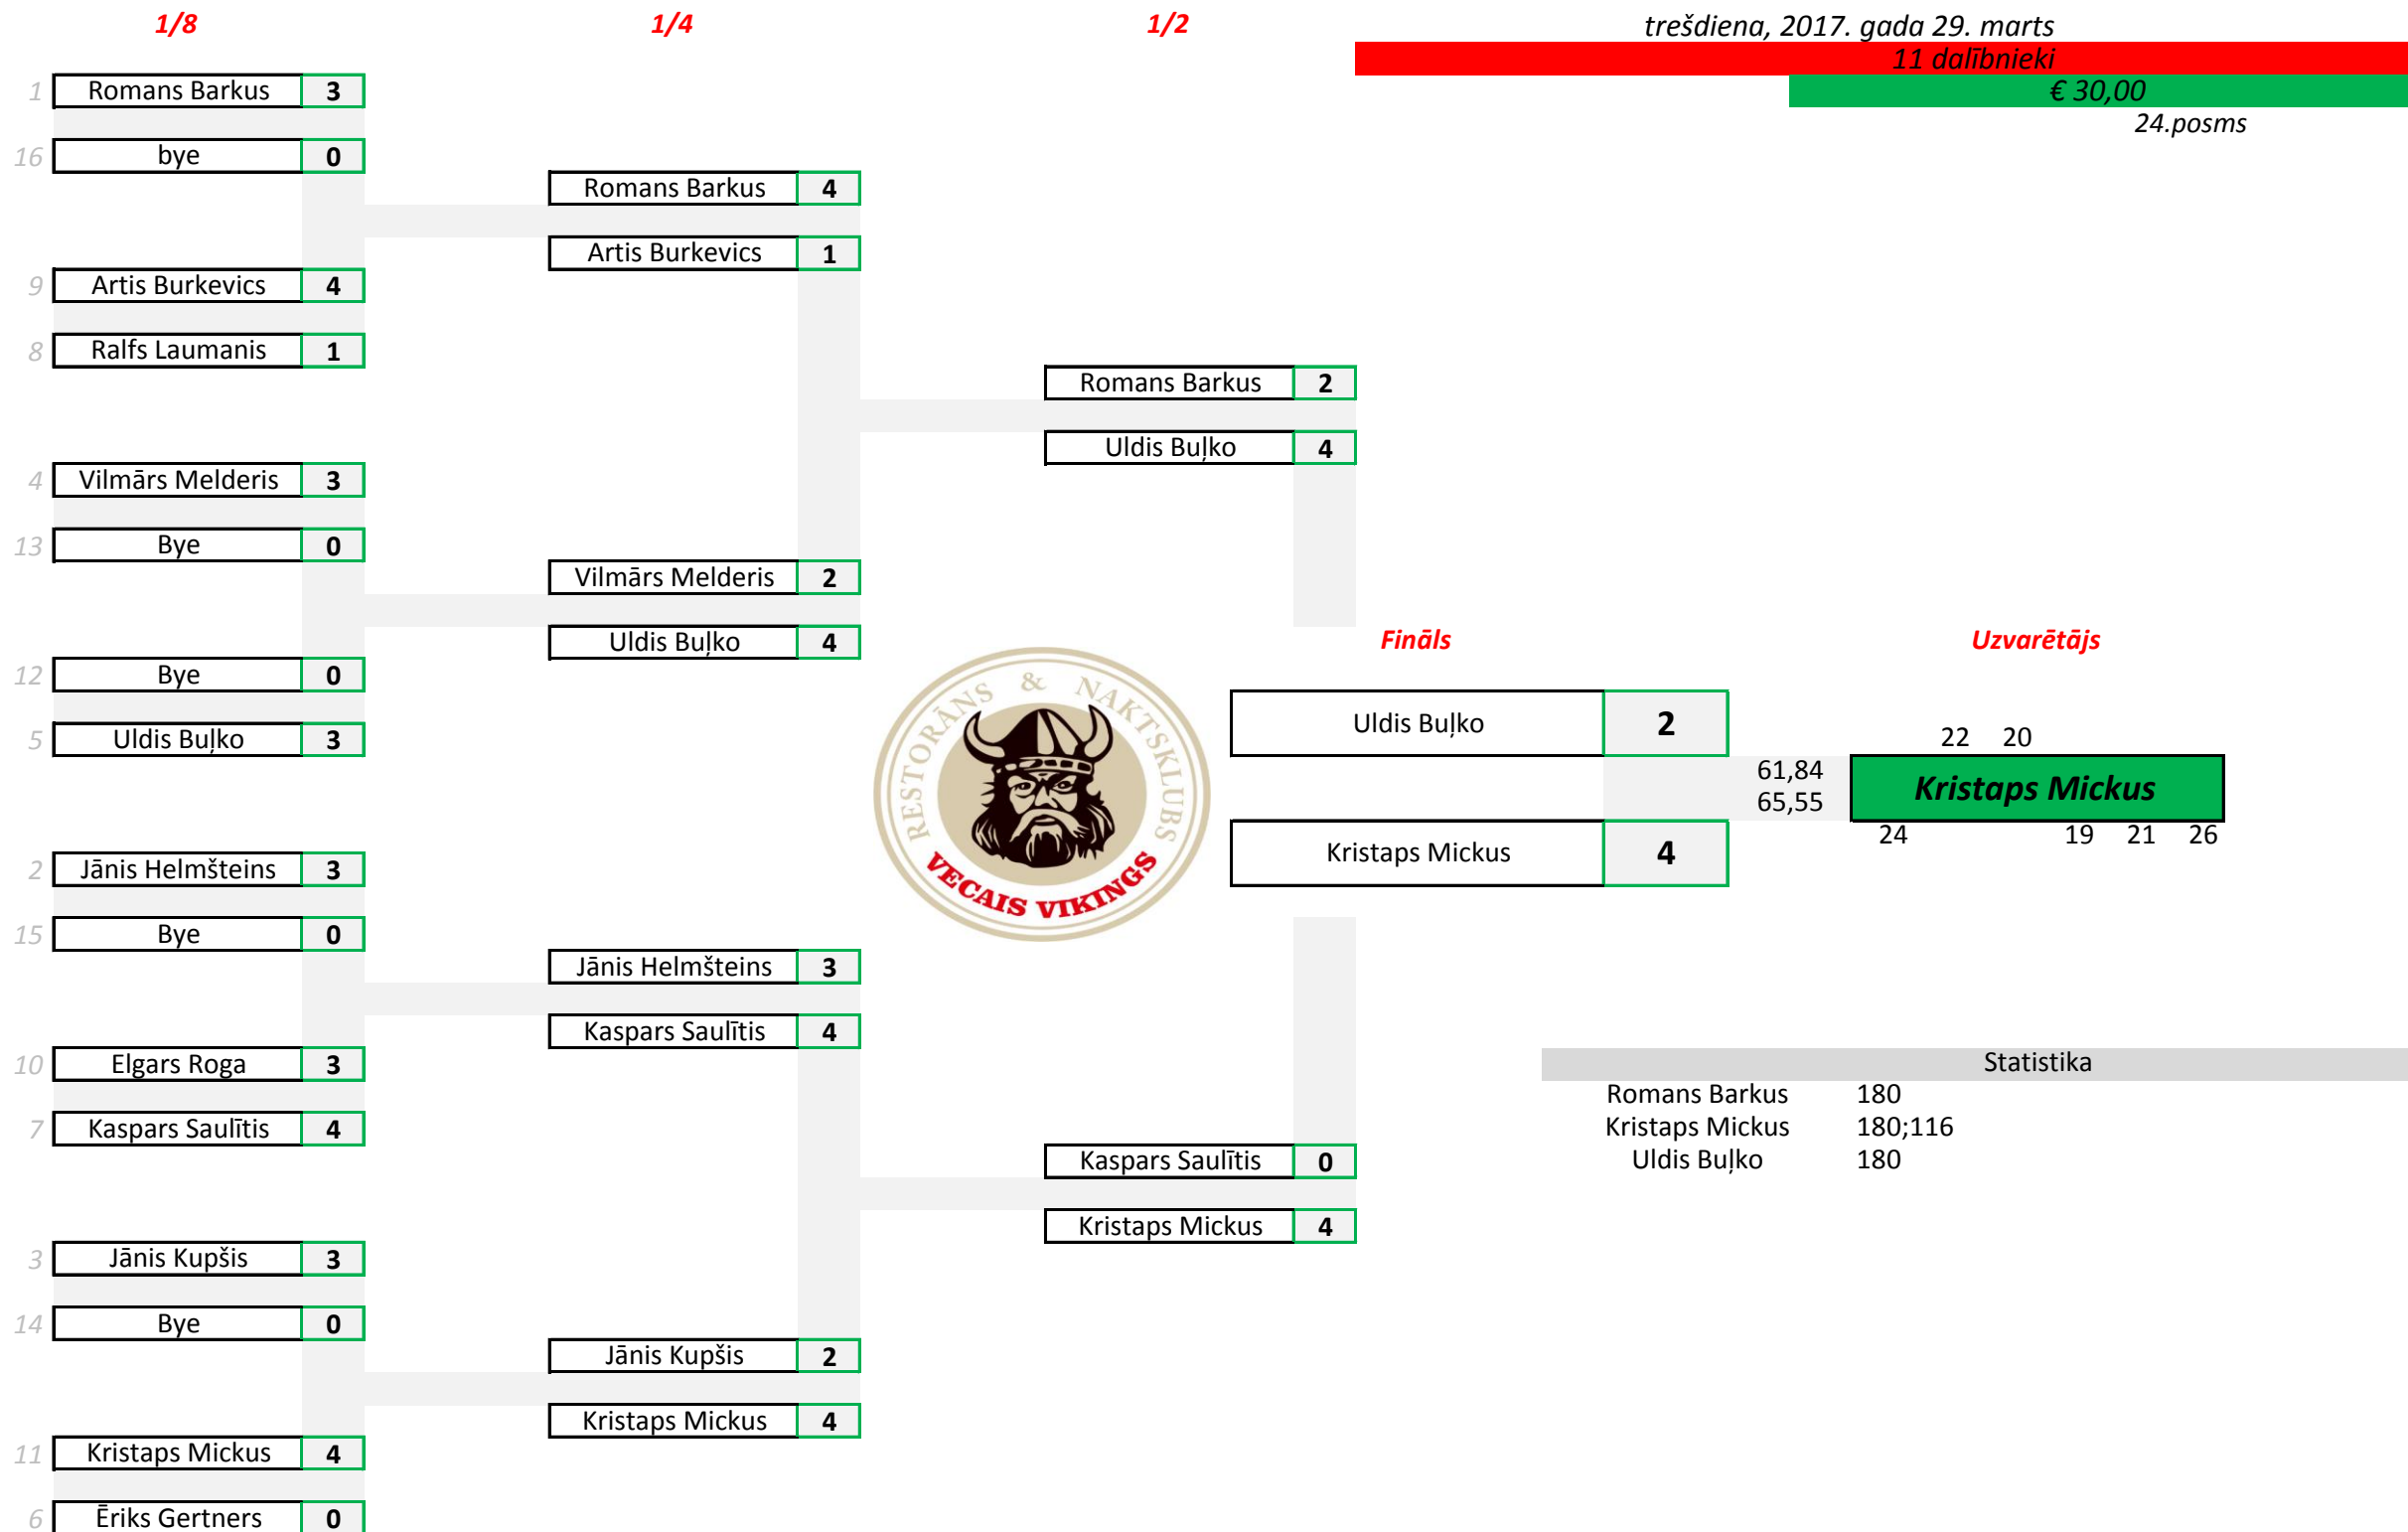 1/8 1/4 1/2 trešdiena, 2017. gada 29. marts
11 dalībnieki
1 Romans Barkus 3 € 30,00
24.posms
16 bye 0
Romans Barkus 4
Artis Burkevics 1
9 Artis Burkevics 4
8 Ralfs Laumanis 1
Romans Barkus 2
Uldis Buļko 4
4 Vilmārs Melderis 3
13 Bye 0
Vilmārs Melderis 2
Uldis Buļko 4 Fināls Uzvarētājs
12 Bye 0
RESTORĀNS & NAKTSKLUBS
VECAIS VIKINGS
Uldis Buļko 2
5 Uldis Buļko 3 22 20
61,84
Kristaps Mickus
65,55
24 19 21 26
Kristaps Mickus 4
2 Jānis Helmšteins 3
15 Bye 0
Jānis Helmšteins 3
Kaspars Saulītis 4
10 Elgars Roga 3 Statistika
Romans Barkus 180
7 Kaspars Saulītis 4 Kristaps Mickus 180;116
Kaspars Saulītis 0 Uldis Buļko 180
Kristaps Mickus 4
3 Jānis Kupšis 3
14 Bye 0
Jānis Kupšis 2
Kristaps Mickus 4
11 Kristaps Mickus 4
6 Ēriks Gertners 0